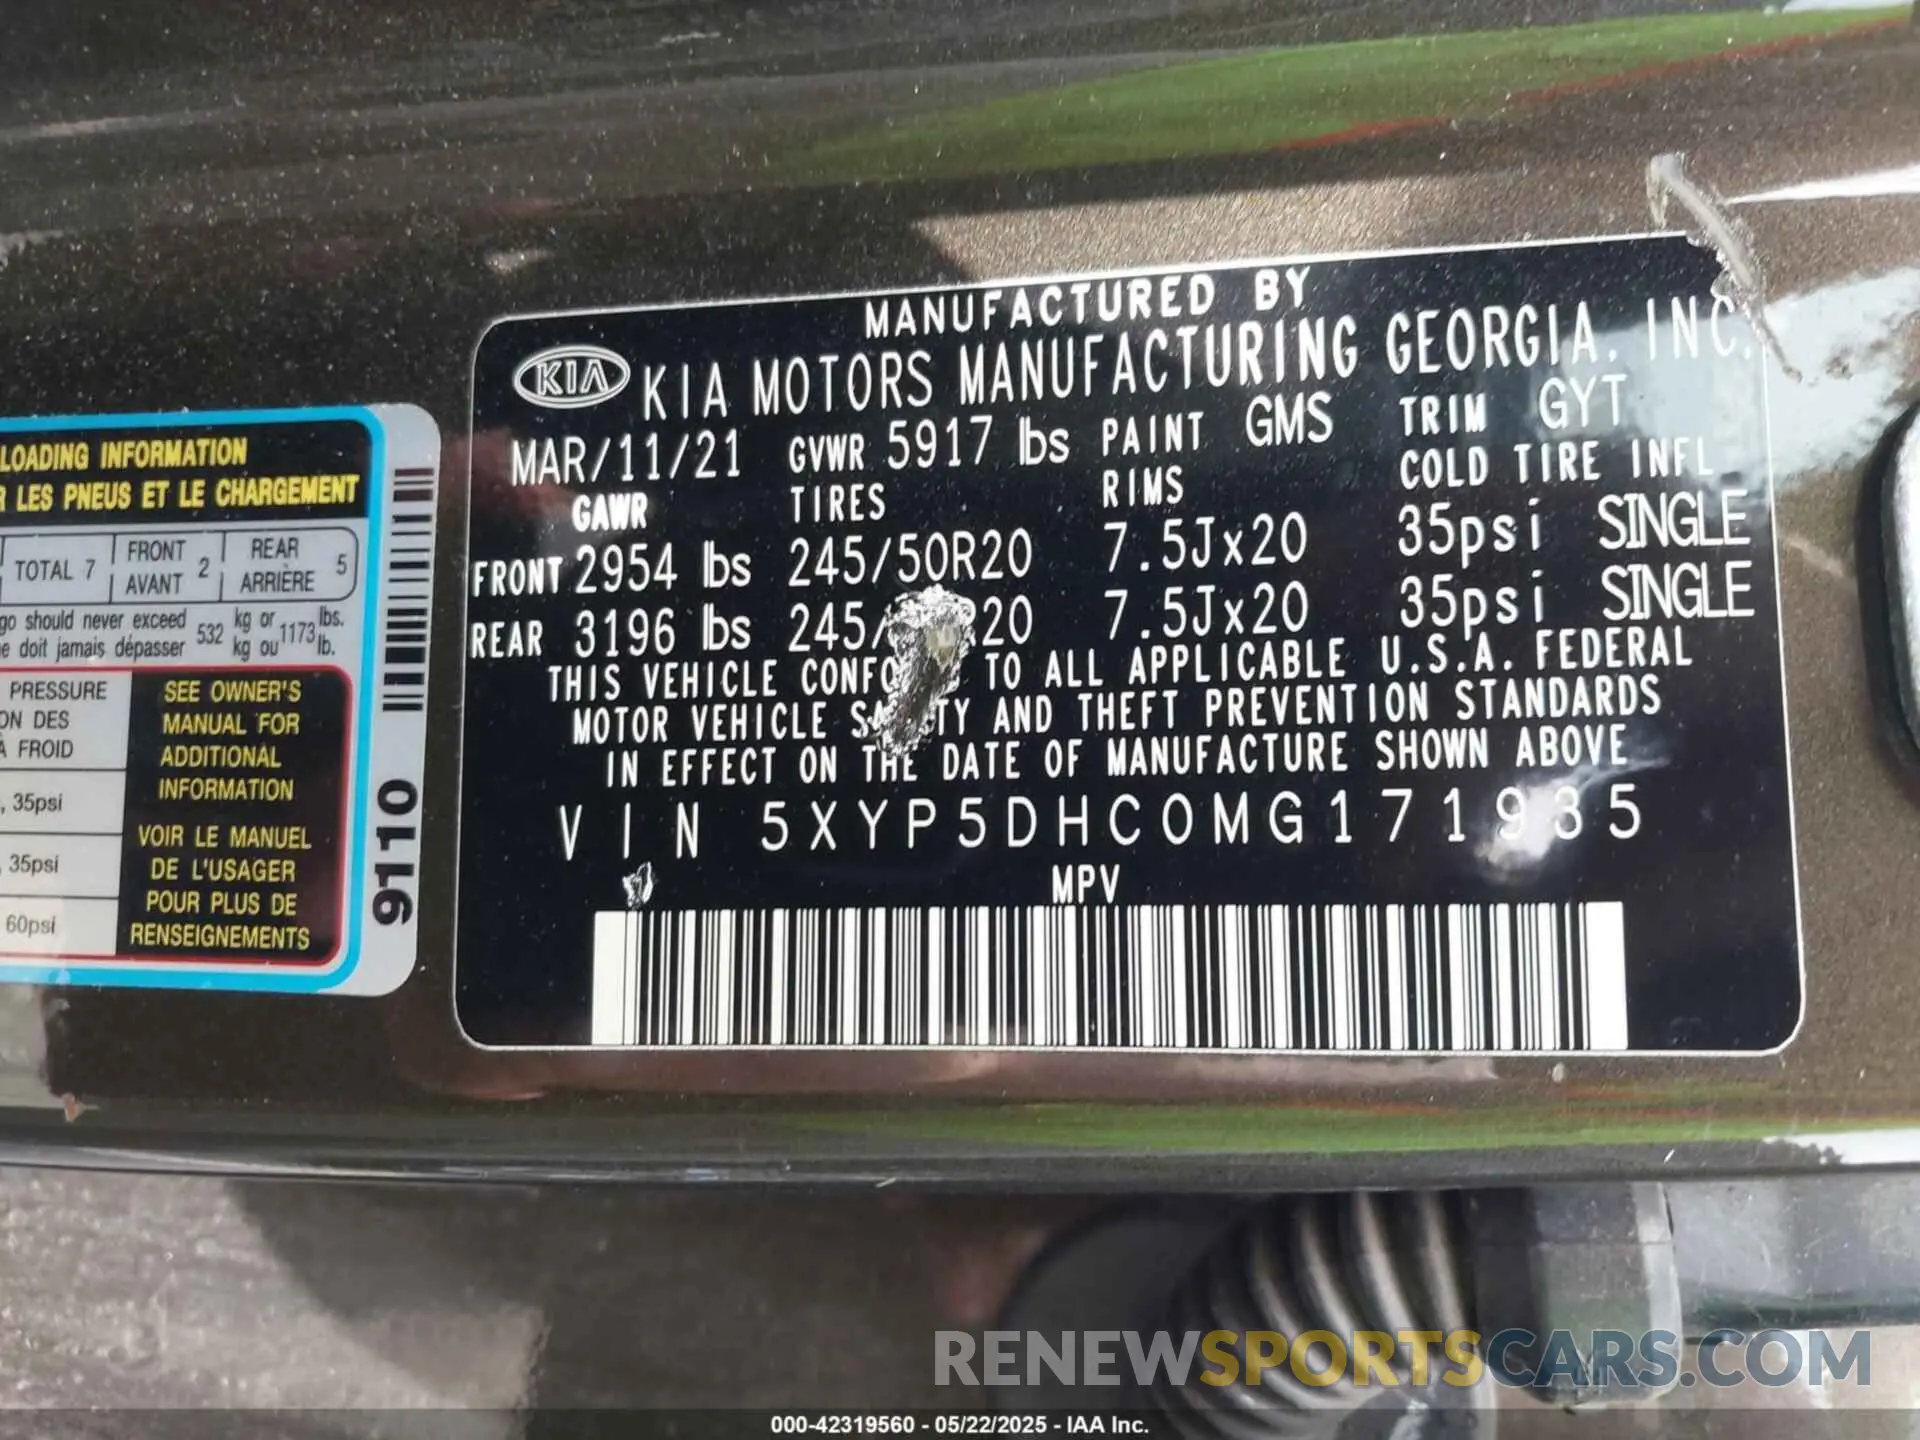 LOADING INFORMATION
R LES PNEUS ET LE CHARGEMENT
TOTAL 7
FRONT 2
AVANT
REAR 5
ARRIÈRE
go should never exceed 532 kg or 1173 lbs.
e doit jamais dépasser kg ou lb.
PRESSURE
ON DES
À FROID
, 35psi
35psi
60psi
SEE OWNER'S
MANUAL FOR
ADDITIONAL
INFORMATION
VOIR LE MANUEL
DE L'USAGER
POUR PLUS DE
RENSEIGNEMENTS
9110
MANUFACTURED BY
KIA KIA MOTORS MANUFACTURING GEORGIA, INC.
MAR/11/21 GVWR 5917 lbs PAINT GMS TRIM GYT
GAWR TIRES RIMS COLD TIRE INFL
FRONT 2954 lbs 245/50R20 7.5Jx20 35psi SINGLE
REAR 3196 lbs 245/ R20 7.5Jx20 35psi SINGLE
THIS VEHICLE TO ALL APPLICABLE U.S.A. FEDERAL
MOTOR VEHICLE AND THEFT PREVENTION STANDARDS
IN EFFECT ON THE DATE OF MANUFACTURE SHOWN ABOVE
VIN 5XYP5DHC0MG171935
MPV
RENEWSPORTSCARS.COM
000-42319560 - 05/22/2025 - IAA Inc.